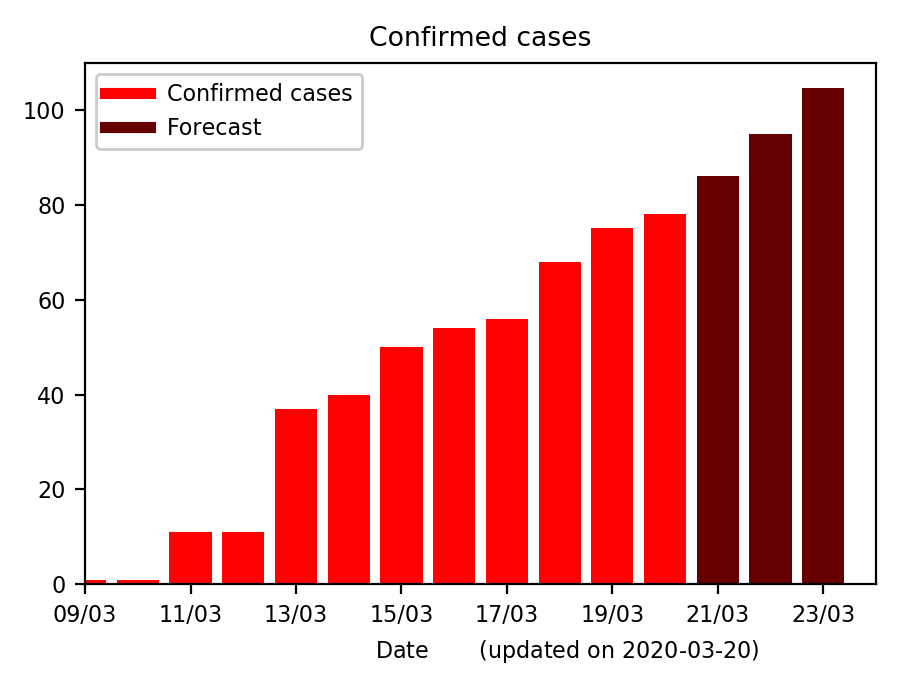 Confirmed cases
Confirmed cases
Forecast
100
80
60
40
20
0
09/03 11/03 13/03 15/03 17/03 19/03 21/03 23/03
Date (updated on 2020-03-20)